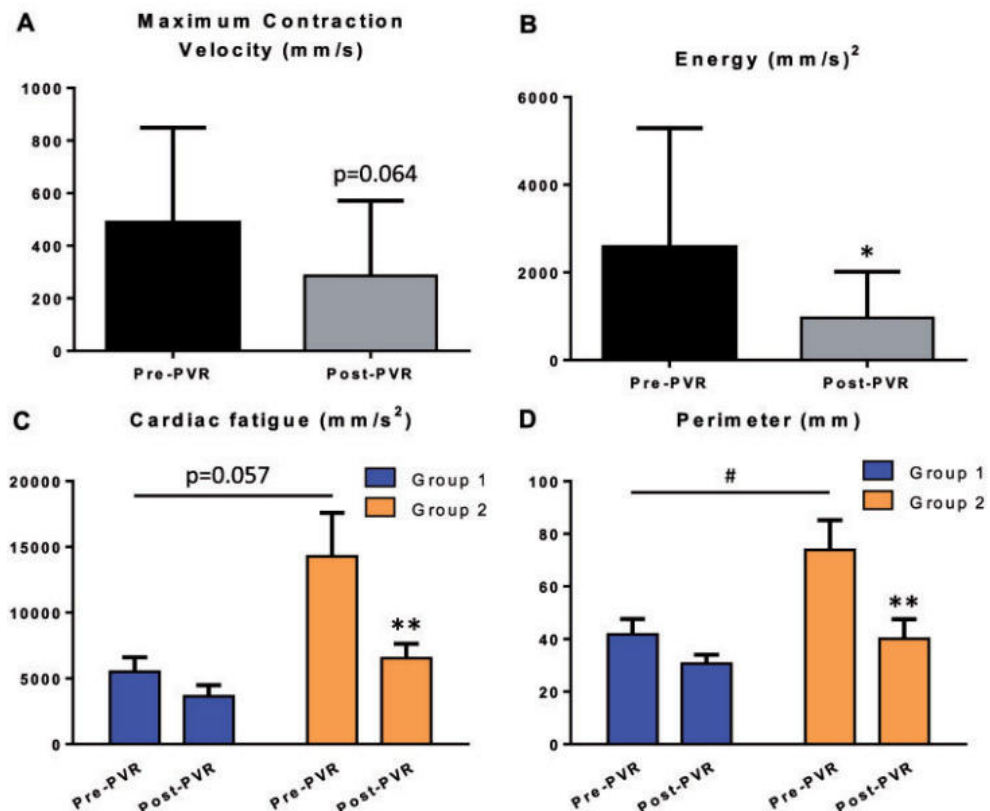 A
Maximum Contraction
Velocity (mm/s)
1000
800
600
400
200
0
p=0.064
Pre-PVR
Post-PVR
B
Energy (mm/s)²
6000
4000
2000
0
*
Pre-PVR
Post-PVR
C
Cardiac fatigue (mm/s²)
20000
15000
10000
5000
0
p=0.057
Group 1
Group 2
**
Pre-PVR
Post-PVR
Pre-PVR
Post-PVR
D
Perimeter (mm)
100
80
60
40
20
0
#
Group 1
Group 2
**
Pre-PVR
Post-PVR
Pre-PVR
Post-PVR